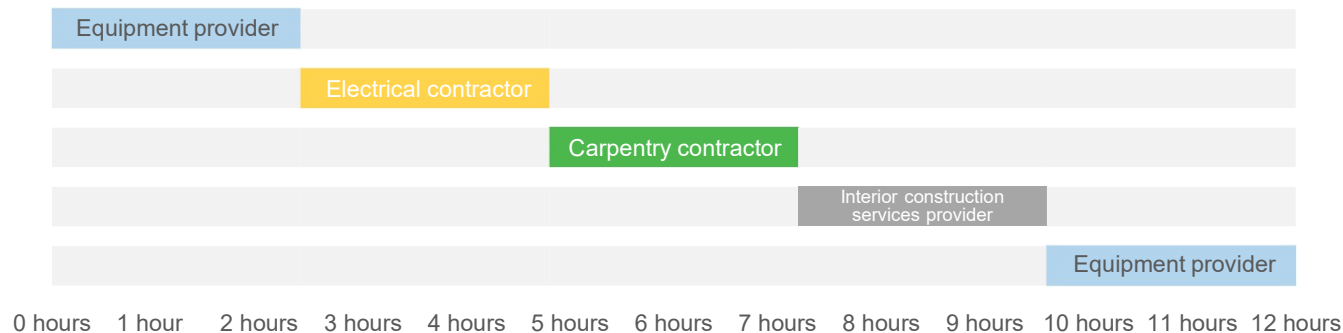 Equipment provider
Electrical contractor
Carpentry contractor
Interior construction
services provider
Equipment provider
0 hours 1 hour 2 hours 3 hours 4 hours 5 hours 6 hours 7 hours 8 hours 9 hours 10 hours 11 hours 12 hours